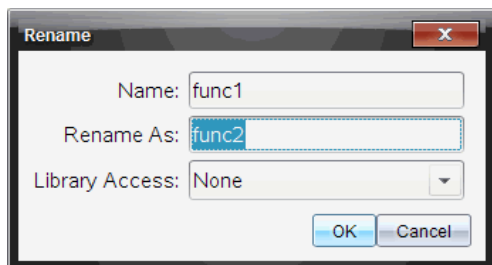 Rename
Name: func1
Rename As: func2
Library Access: None
OK Cancel